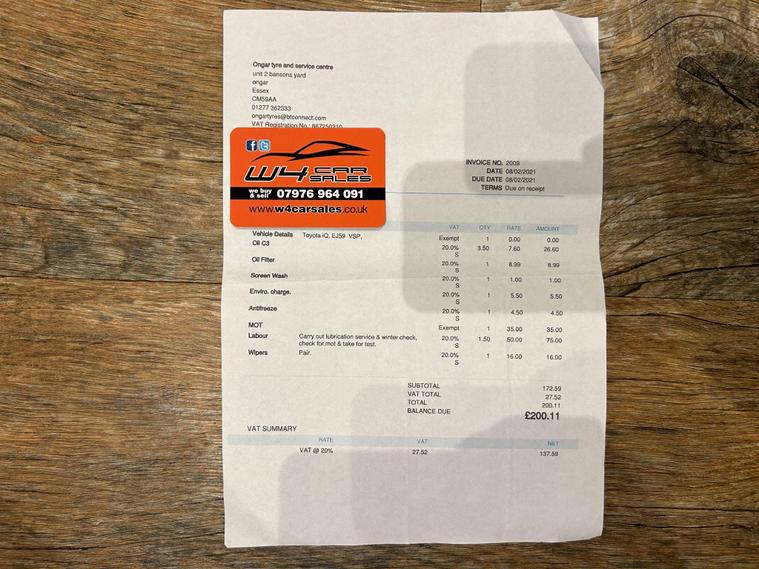 Ongar tyre and service centre
unit 2 bansons yard
ongar
Essex
CM59AA
01277 362333
ongartyres@btconnect.com
VAT Registration No.: 867250310
f t
W4 CAR SALES
we buy & sell 07976 964 091
www.w4carsales.co.uk
INVOICE NO. 2009
DATE 08/02/2021
DUE DATE 08/02/2021
TERMS Due on receipt
VAT QTY RATE AMOUNT
Vehicle Details Toyota iQ, EJ59 VSP, Exempt 1 0.00 0.00
Oil C3 20.0% S 3.50 7.60 26.60
Oil Filter 20.0% S 1 8.99 8.99
Screen Wash 20.0% S 1 1.00 1.00
Enviro. charge. 20.0% S 1 5.50 5.50
Antifreeze 20.0% S 1 4.50 4.50
MOT Exempt 1 35.00 35.00
Labour Carry out lubrication service & winter check, 20.0% S 1.50 50.00 75.00
check for mot & take for test.
Wipers Pair. 20.0% S 1 16.00 16.00
SUBTOTAL 172.59
VAT TOTAL 27.52
TOTAL 200.11
BALANCE DUE £200.11
VAT SUMMARY
RATE VAT NET
VAT @ 20% 27.52 137.59